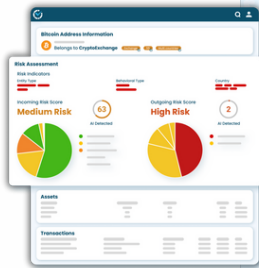 Bitcoin Address Information
Belongs to CryptoExchange
Risk Assessment
Risk Indicators
Entity Type
Behavioral Type
Country
Incoming Risk Score
Medium Risk
63
AI Detected
Outgoing Risk Score
High Risk
2
AI Detected
Assets
Transactions